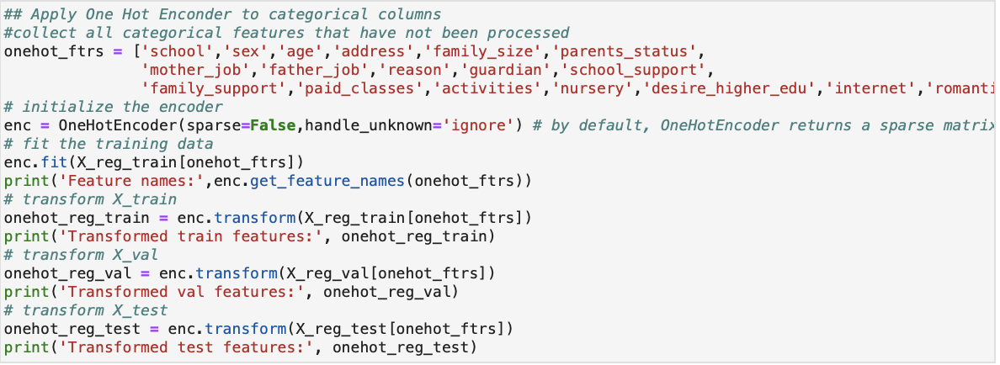 ## Apply One Hot Enconder to categorical columns
#collect all categorical features that have not been processed
onehot_ftrs = ['school','sex','age','address','family_size','parents_status',
               'mother_job','father_job','reason','guardian','school_support',
               'family_support','paid_classes','activities','nursery','desire_higher_edu','internet','romanti
# initialize the encoder
enc = OneHotEncoder(sparse=False,handle_unknown='ignore') # by default, OneHotEncoder returns a sparse matrix
# fit the training data
enc.fit(X_reg_train[onehot_ftrs])
print('Feature names:',enc.get_feature_names(onehot_ftrs))
# transform X_train
onehot_reg_train = enc.transform(X_reg_train[onehot_ftrs])
print('Transformed train features:', onehot_reg_train)
# transform X_val
onehot_reg_val = enc.transform(X_reg_val[onehot_ftrs])
print('Transformed val features:', onehot_reg_val)
# transform X_test
onehot_reg_test = enc.transform(X_reg_test[onehot_ftrs])
print('Transformed test features:', onehot_reg_test)